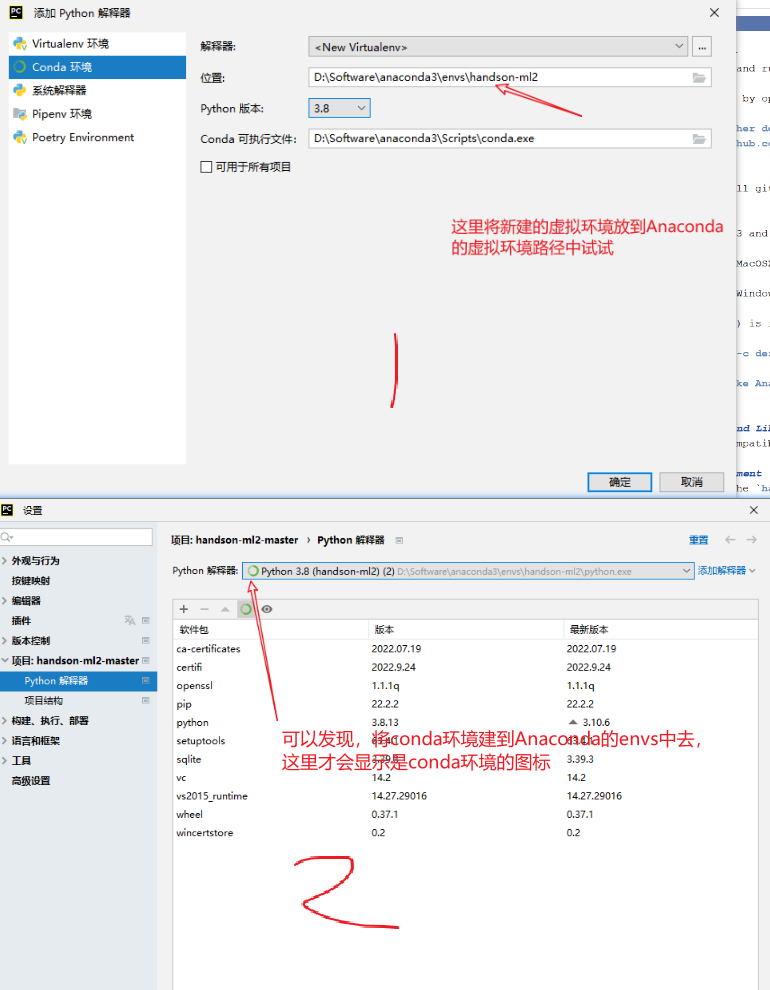 PC 添加 Python 解释器
Virtualenv 环境
Conda 环境
系统解释器
Pipenv 环境
Poetry Environment
解释器: <New Virtualenv> ...
位置: D:\Software\anaconda3\envs\handson-ml2
Python 版本: 3.8
Conda 可执行文件: D:\Software\anaconda3\Scripts\conda.exe
可用于所有项目
这里将新建的虚拟环境放到Anaconda
的虚拟环境路径中试试
1
确定 取消
and ru
by op
her de
hub.co
ll gi
3 and
MacOSX
Window
) is
-c de
ke Ana
nd Li
mpatib
ment
he `ha
PC 设置
外观与行为
按键映射
编辑器
插件
版本控制
项目: handson-ml2-master
Python 解释器
项目结构
构建、执行、部署
语言和框架
工具
高级设置
项目: handson-ml2-master › Python 解释器 重置
Python 解释器: Python 3.8 (handson-ml2) (2) D:\Software\anaconda3\envs\handson-ml2\python.exe 添加解释器
软件包 版本 最新版本
ca-certificates 2022.07.19 2022.07.19
certifi 2022.9.24 2022.9.24
openssl 1.1.1q 1.1.1q
pip 22.2.2 22.2.2
python 3.8.13 3.10.6
setuptools 63.4.1 63.4.1
sqlite 3.39.3 3.39.3
vc 14.2 14.2
vs2015_runtime 14.27.29016 14.27.29016
wheel 0.37.1 0.37.1
wincertstore 0.2 0.2
可以发现，将conda环境建到Anaconda的envs中去，
这里才会显示是conda环境的图标
2